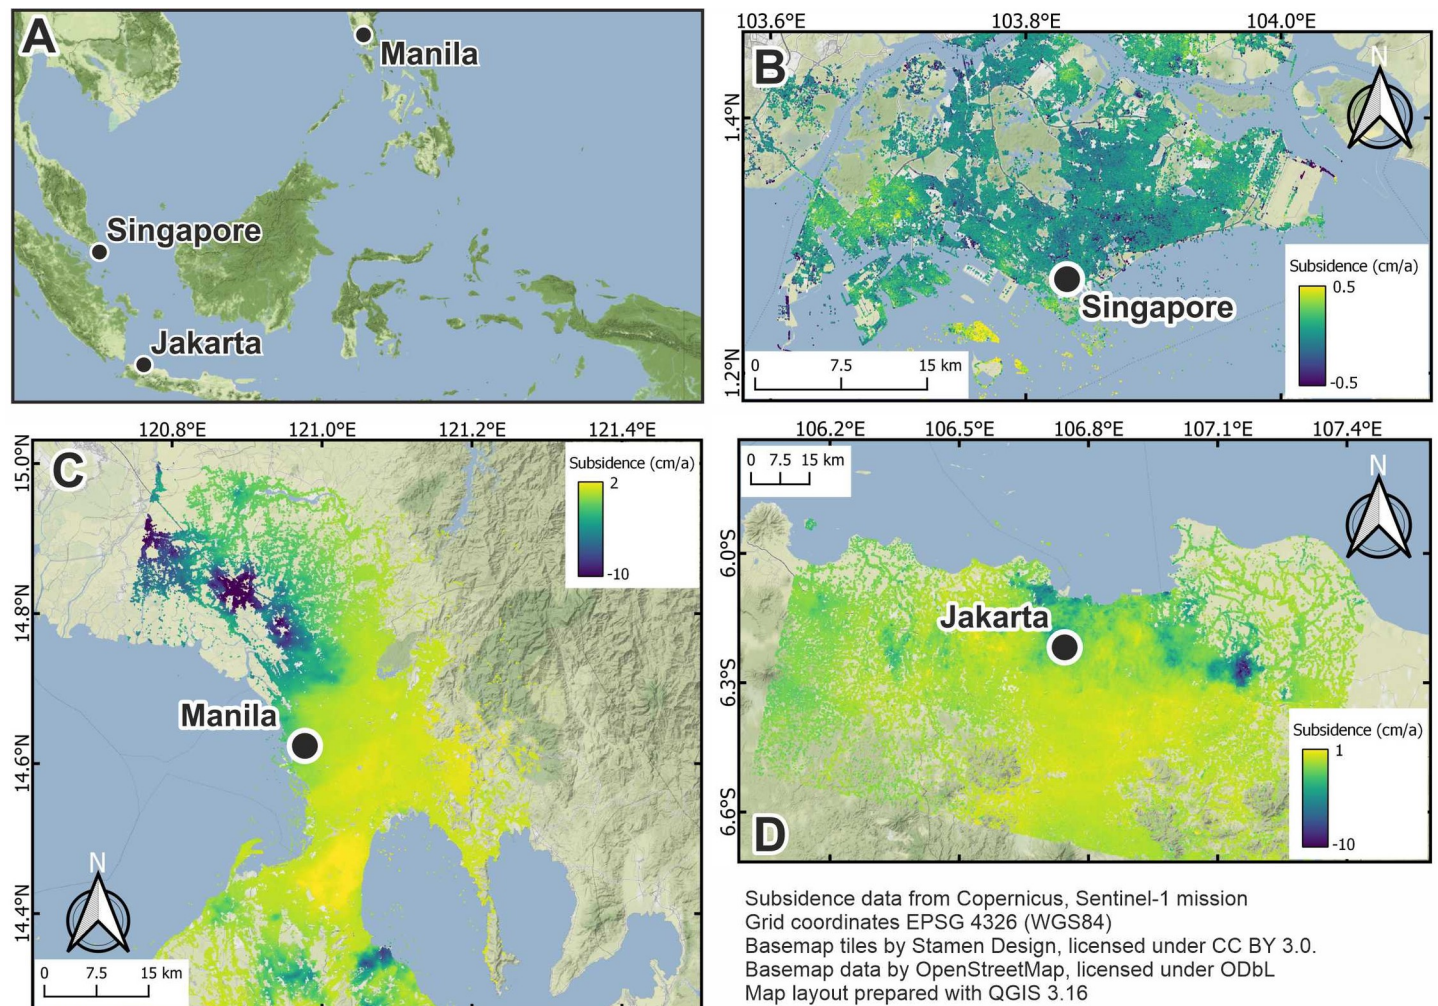 A
Manila
Singapore
Jakarta
103.6°E 103.8°E 104.0°E
B
N
1.4°N
1.2°N
Subsidence (cm/a)
0.5
-0.5
Singapore
0 7.5 15 km
120.8°E 121.0°E 121.2°E 121.4°E
C
15.0°N
14.8°N
14.6°N
14.4°N
Subsidence (cm/a)
2
-10
Manila
N
0 7.5 15 km
106.2°E 106.5°E 106.8°E 107.1°E 107.4°E
0 7.5 15 km
N
6.0°S
6.3°S
6.6°S
Jakarta
Subsidence (cm/a)
1
-10
D
Subsidence data from Copernicus, Sentinel-1 mission
Grid coordinates EPSG 4326 (WGS84)
Basemap tiles by Stamen Design, licensed under CC BY 3.0.
Basemap data by OpenStreetMap, licensed under ODbL
Map layout prepared with QGIS 3.16